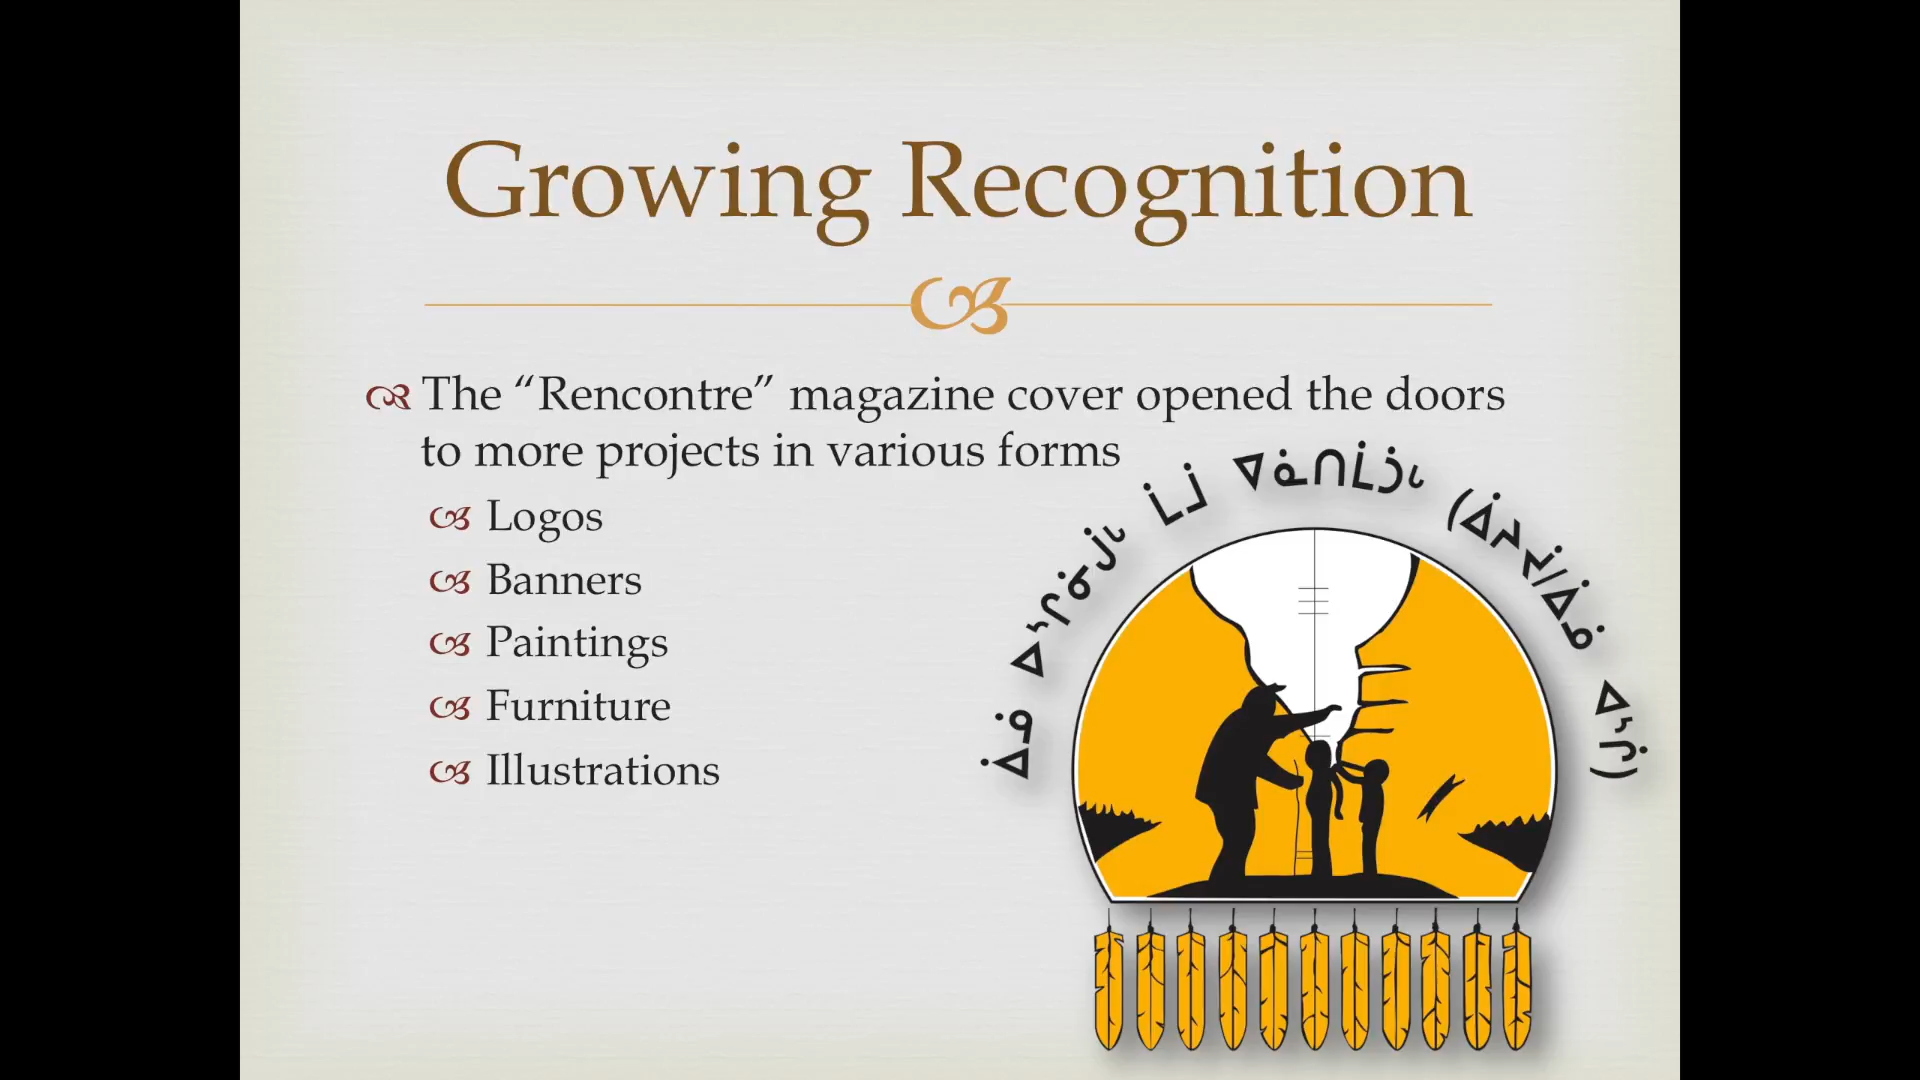 Growing Recognition
The “Rencontre” magazine cover opened the doors
to more projects in various forms
Logos
Banners
Paintings
Furniture
Illustrations